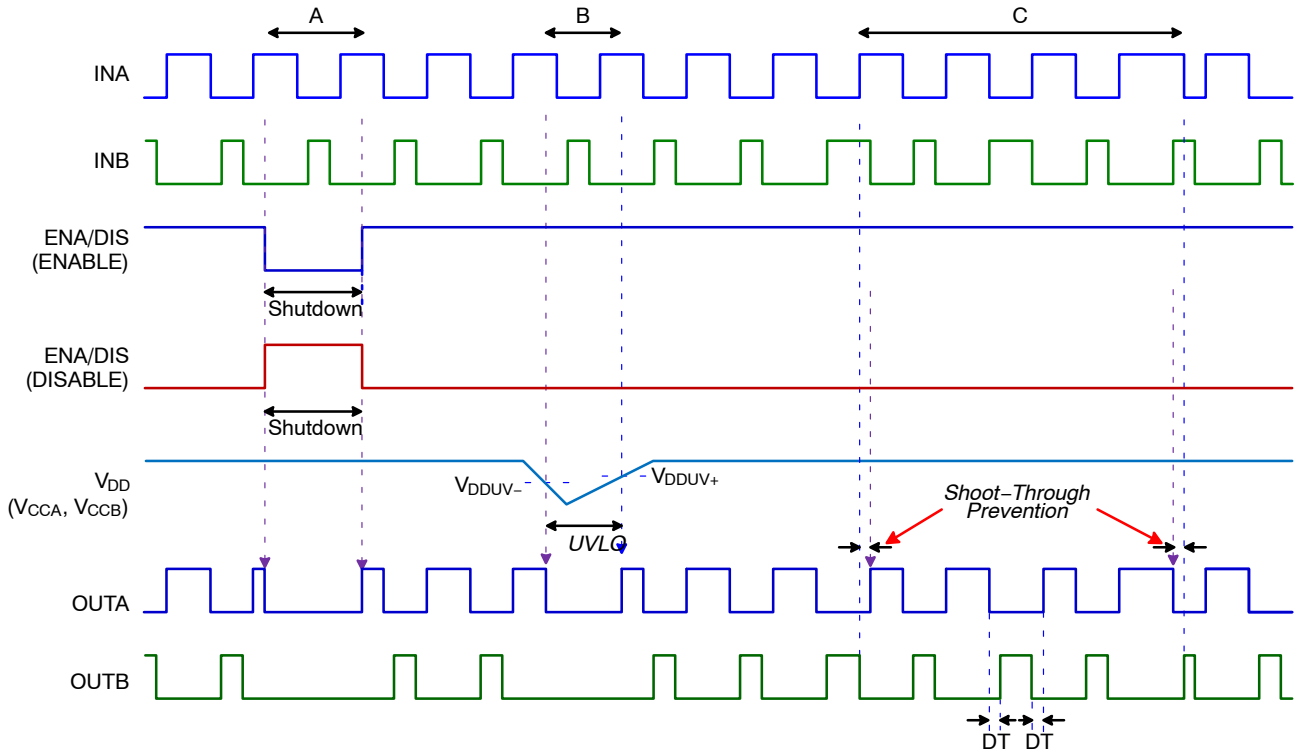 A
B
C
INA
INB
ENA/DIS
(ENABLE)
Shutdown
ENA/DIS
(DISABLE)
Shutdown
VDD
(VCCA, VCCB)
VDDUV−
VDDUV+
UVLO
Shoot−Through
Prevention
OUTA
OUTB
DT
DT